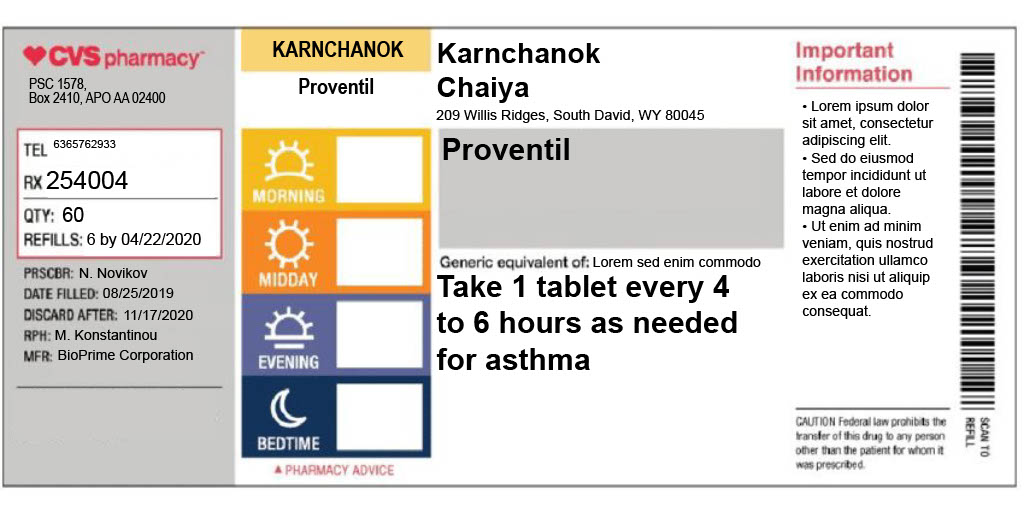 CVS pharmacy
PSC 1578,
Box 2410, APO AA 02400
TEL 6365762933
RX 254004
QTY: 60
REFILLS: 6 by 04/22/2020
PRSCBR: N. Novikov
DATE FILLED: 08/25/2019
DISCARD AFTER: 11/17/2020
RPH: M. Konstantinou
MFR: BioPrime Corporation
KARNCHANOK
Proventil
MORNING
MIDDAY
EVENING
BEDTIME
▲ PHARMACY ADVICE
Karnchanok
Chaiya
209 Willis Ridges, South David, WY 80045
Proventil
Generic equivalent of: Lorem sed enim commodo
Take 1 tablet every 4
to 6 hours as needed
for asthma
Important
Information
• Lorem ipsum dolor
sit amet, consectetur
adipiscing elit.
• Sed do eiusmod
tempor incididunt ut
labore et dolore
magna aliqua.
• Ut enim ad minim
veniam, quis nostrud
exercitation ullamco
laboris nisi ut aliquip
ex ea commodo
consequat.
CAUTION Federal law prohibits the
transfer of this drug to any person
other than the patient for whom it
was prescribed.
SCAN TO
REFILL